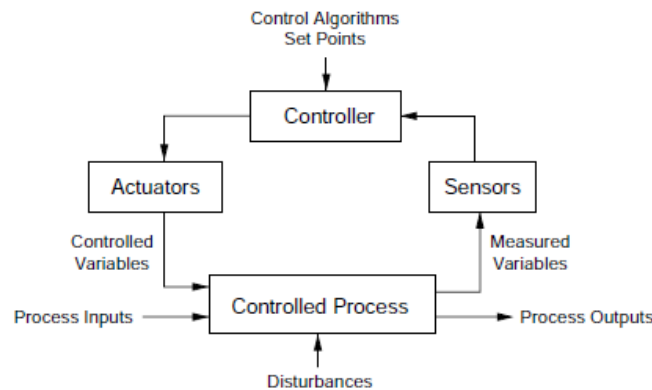 Control Algorithms
Set Points
Controller
Actuators
Sensors
Controlled
Variables
Measured
Variables
Controlled Process
Process Inputs
Process Outputs
Disturbances